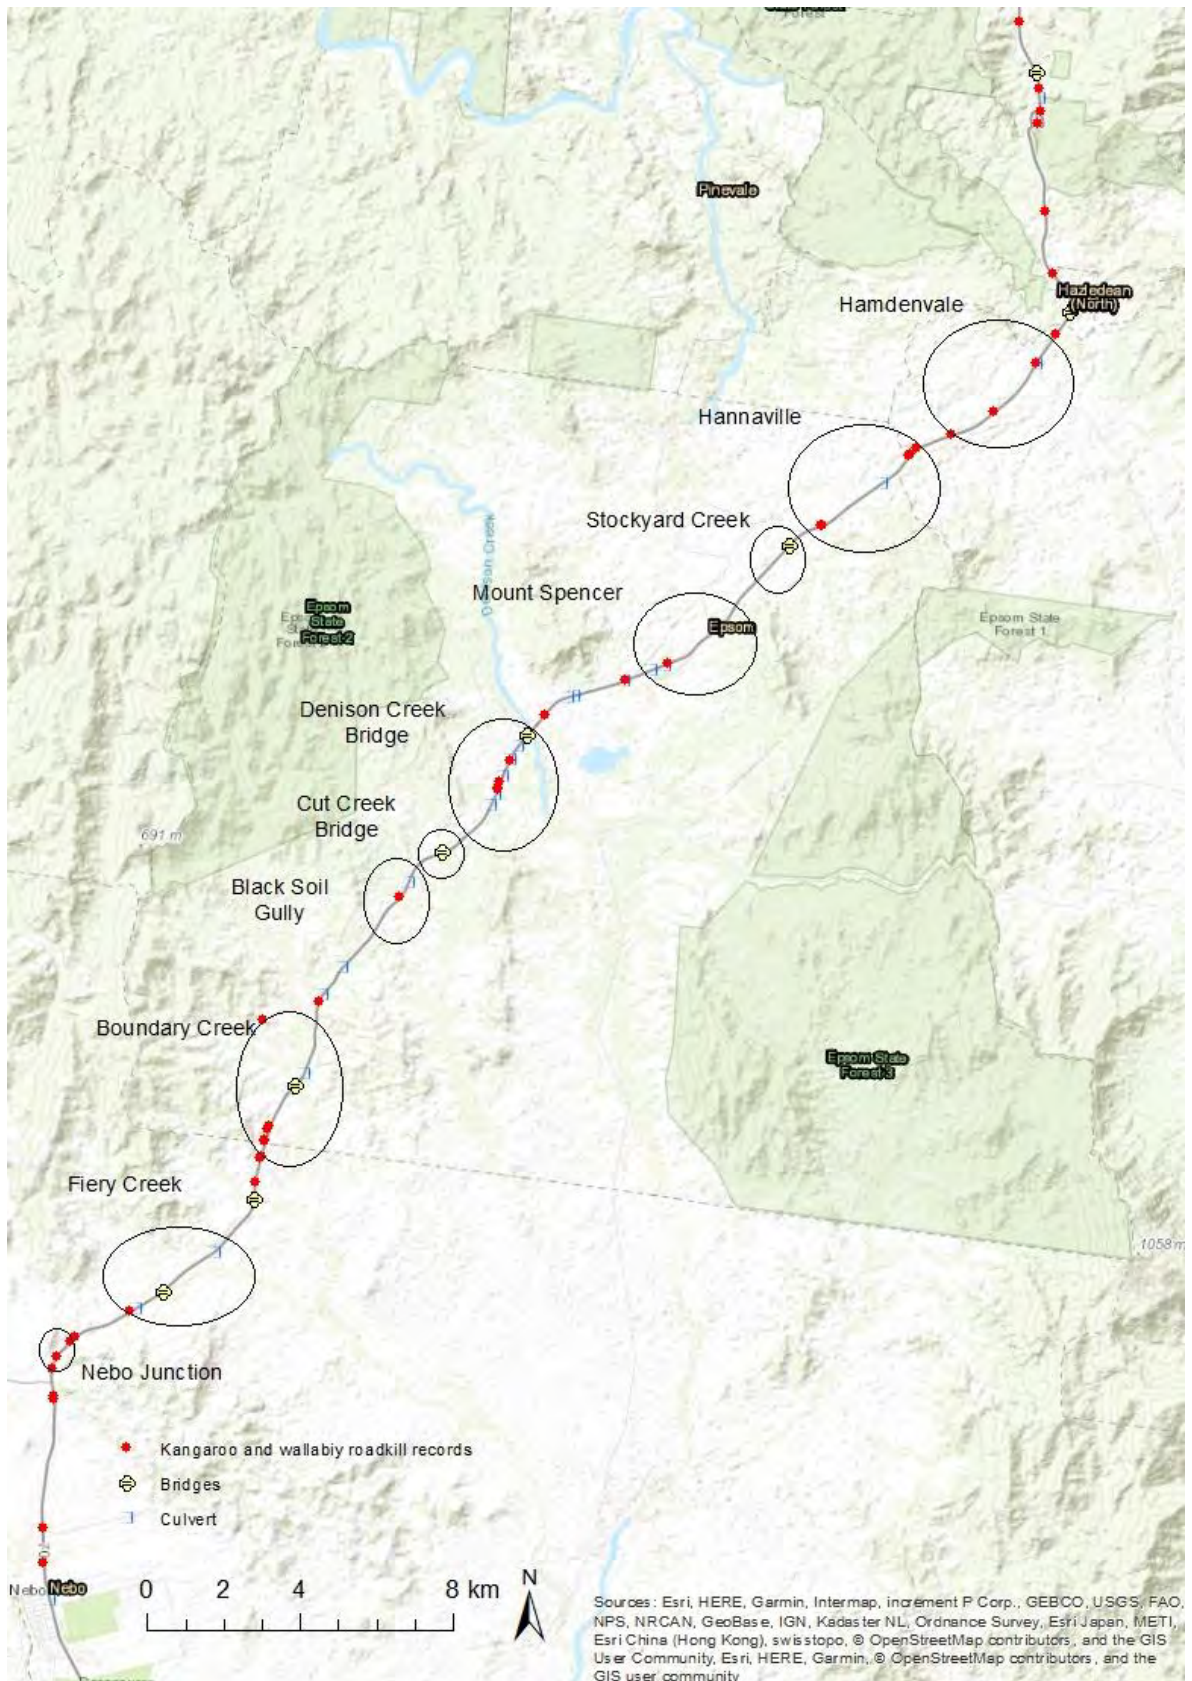 Forest
Pinevale
Hazledean
(North)
Hamdenvale
Hannaville
Stockyard Creek
Mount Spencer
Epsom
Epsom
State
Forest 2
Epsom State
Forest 1
Denison Creek
Bridge
Cut Creek
Bridge
691 m
Black Soil
Gully
Boundary Creek
Epsom State
Forest 3
Fiery Creek
1058 m
Nebo Junction
Kangaroo and wallabiy roadkill records
Bridges
Culvert
70
Nebo Nebo
0 2 4 8 km
N
Sources: Esri, HERE, Garmin, Intermap, increment P Corp., GEBCO, USGS, FAO,
NPS, NRCAN, GeoBase, IGN, Kadaster NL, Ordnance Survey, Esri Japan, METI,
Esri China (Hong Kong), swisstopo, © OpenStreetMap contributors, and the GIS
User Community, Esri, HERE, Garmin, © OpenStreetMap contributors, and the
GIS user community